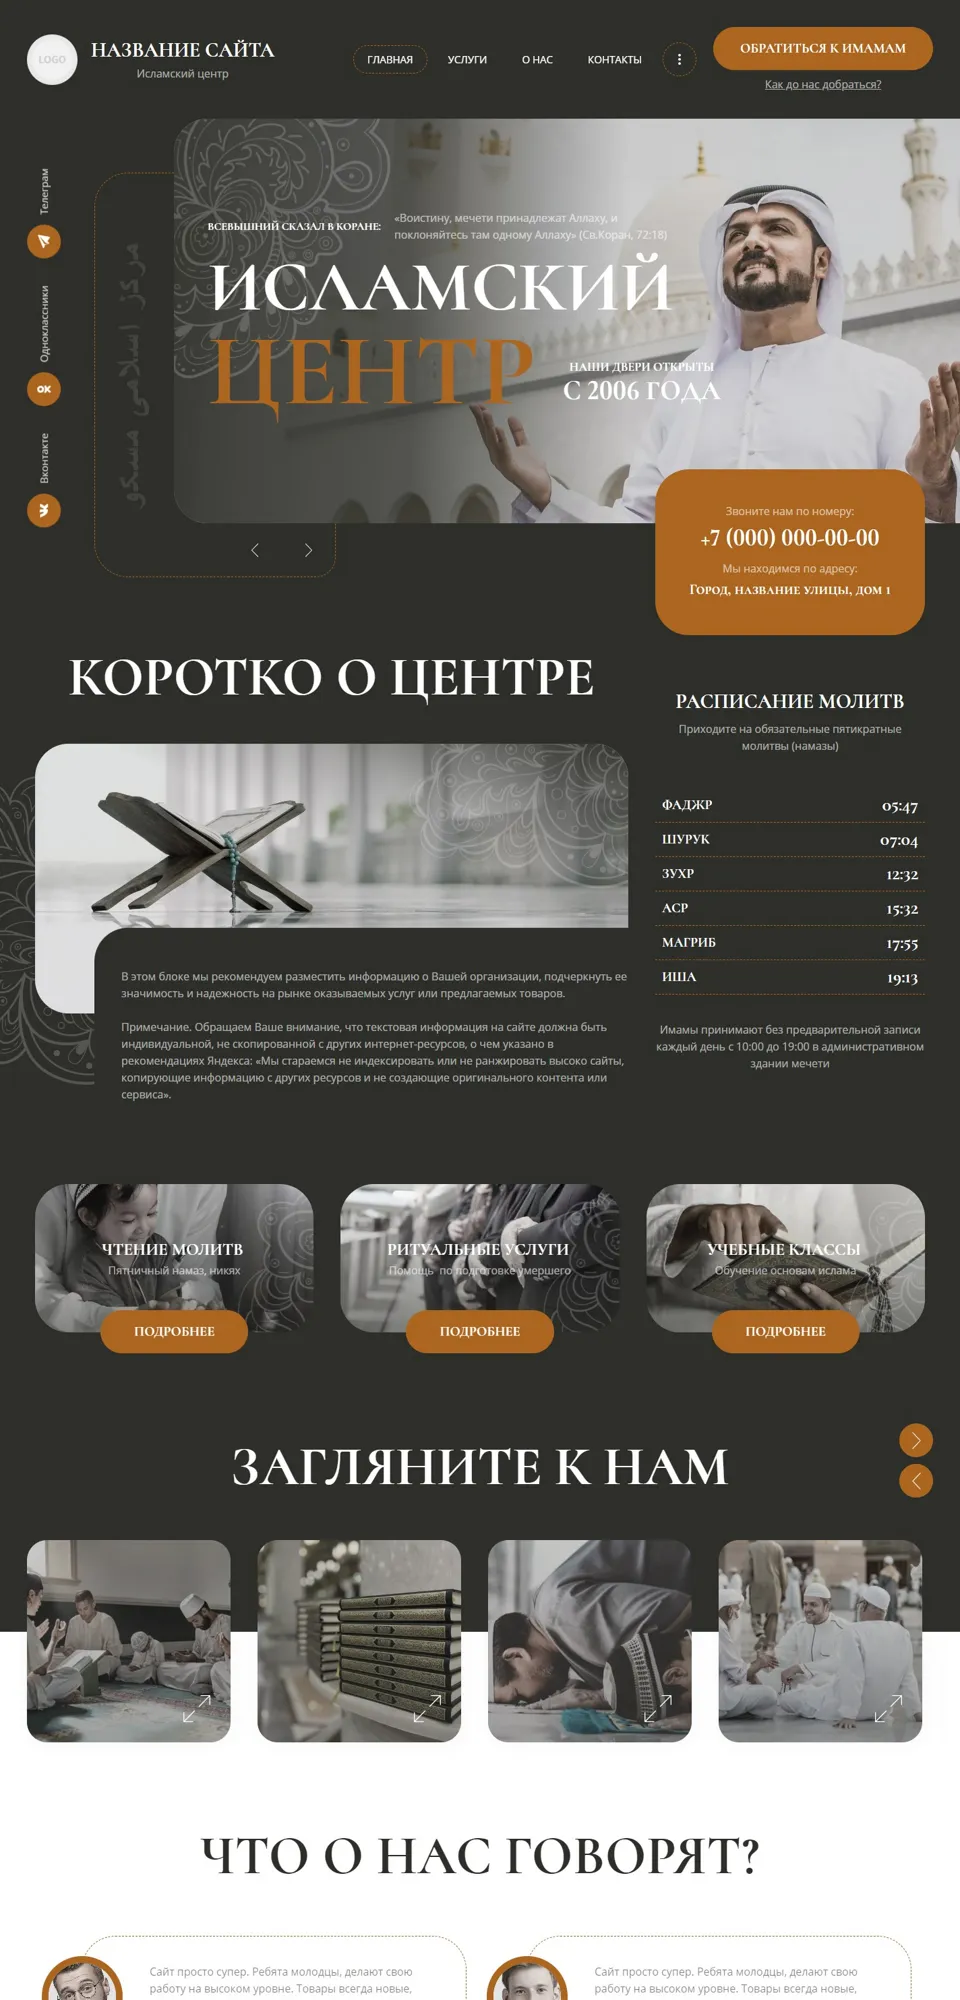 LOGO
НАЗВАНИЕ САЙТА
Исламский центр
ГЛАВНАЯ
УСЛУГИ
О НАС
КОНТАКТЫ
ОБРАТИТЬСЯ К ИМАМАМ
Как до нас добраться?
Телеграм
Одноклассники
Вконтакте
مرکز اسلامی مسکو
ВСЕВЫШНИЙ СКАЗАЛ В КОРАНЕ:
«Воистину, мечети принадлежат Аллаху, и
поклоняйтесь там одному Аллаху» (Св.Коран, 72:18)
ИСЛАМСКИЙ
ЦЕНТР
НАШИ ДВЕРИ ОТКРЫТЫ
С 2006 ГОДА
Звоните нам по номеру:
+7 (000) 000-00-00
Мы находимся по адресу:
Город, название улицы, дом 1
КОРОТКО О ЦЕНТРЕ
В этом блоке мы рекомендуем разместить информацию о Вашей организации, подчеркнуть ее
значимость и надежность на рынке оказываемых услуг или предлагаемых товаров.
Примечание. Обращаем Ваше внимание, что текстовая информация на сайте должна быть
индивидуальной, не скопированной с других интернет-ресурсов, о чем указано в
рекомендациях Яндекса: «Мы стараемся не индексировать или не ранжировать высоко сайты,
копирующие информацию с других ресурсов и не создающие оригинального контента или
сервиса».
РАСПИСАНИЕ МОЛИТВ
Приходите на обязательные пятикратные
молитвы (намазы)
ФАДЖР 05:47
ШУРУК 07:04
ЗУХР 12:32
АСР 15:32
МАГРИБ 17:55
ИША 19:13
Имамы принимают без предварительной записи
каждый день с 10:00 до 19:00 в административном
здании мечети
ЧТЕНИЕ МОЛИТВ
Пятничный намаз, никях
ПОДРОБНЕЕ
РИТУАЛЬНЫЕ УСЛУГИ
Помощь по подготовке умершего
ПОДРОБНЕЕ
УЧЕБНЫЕ КЛАССЫ
Обучение основам ислама
ПОДРОБНЕЕ
ЗАГЛЯНИТЕ К НАМ
ЧТО О НАС ГОВОРЯТ?
Сайт просто супер. Ребята молодцы, делают свою
работу на высоком уровне. Товары всегда новые,
Сайт просто супер. Ребята молодцы, делают свою
работу на высоком уровне. Товары всегда новые,